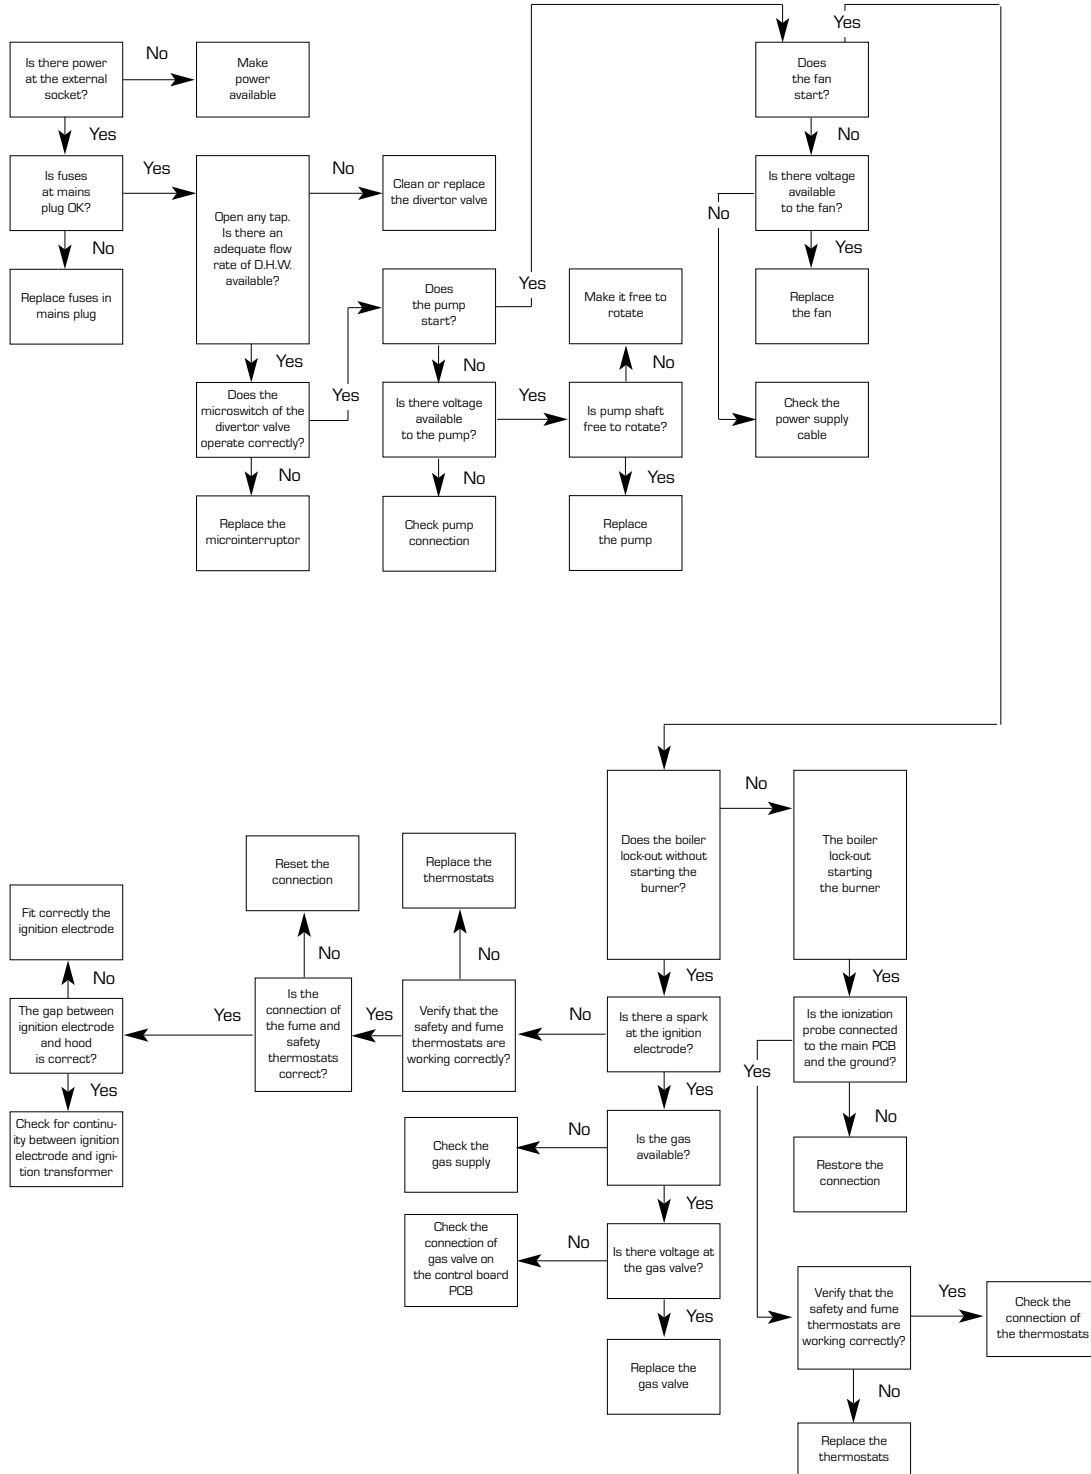 Yes
No
Is there power
at the external
socket?
Make
power
available
Does
the fan
start?
Yes
No
Is fuses
at mains
plug OK?
Yes
Open any tap.
Is there an
adequate flow
rate of D.H.W.
available?
No
Clean or replace
the divertor valve
Is there voltage
available
to the fan?
No
No
Yes
Replace fuses in
mains plug
Does
the pump
start?
Yes
Make it free to
rotate
Replace
the fan
Yes
No
No
Does the
microswitch of the
divertor valve
operate correctly?
Yes
Is there voltage
available
to the pump?
Yes
Is pump shaft
free to rotate?
Check the
power supply
cable
No
No
Yes
Replace the
microinterruptor
Check pump
connection
Replace
the pump
No
Does the boiler
lock-out without
starting the
burner?
The boiler
lock-out
starting
the burner
Reset the
connection
Replace the
thermostats
Fit correctly the
ignition electrode
No
No
Yes
Yes
No
The gap between
ignition electrode
and hood
is correct?
Yes
Is the
connection of
the fume and
safety
thermostats
correct?
Yes
Verify that the
safety and fume
thermostats are
working correctly?
No
Is there a spark
at the ignition
electrode?
Is the ionization
probe connected
to the main PCB
and the ground?
Yes
Yes
Yes
No
Check for continu-
ity between ignition
electrode and igni-
tion transformer
Check the
gas supply
No
Is the gas
available?
Restore the
connection
Yes
Check the
connection of
gas valve on
the control board
PCB
No
Is there voltage at
the gas valve?
Yes
Verify that the
safety and fume
thermostats are
working correctly?
Yes
Check the
connection of
the thermostats
Replace the
gas valve
No
Replace the
thermostats